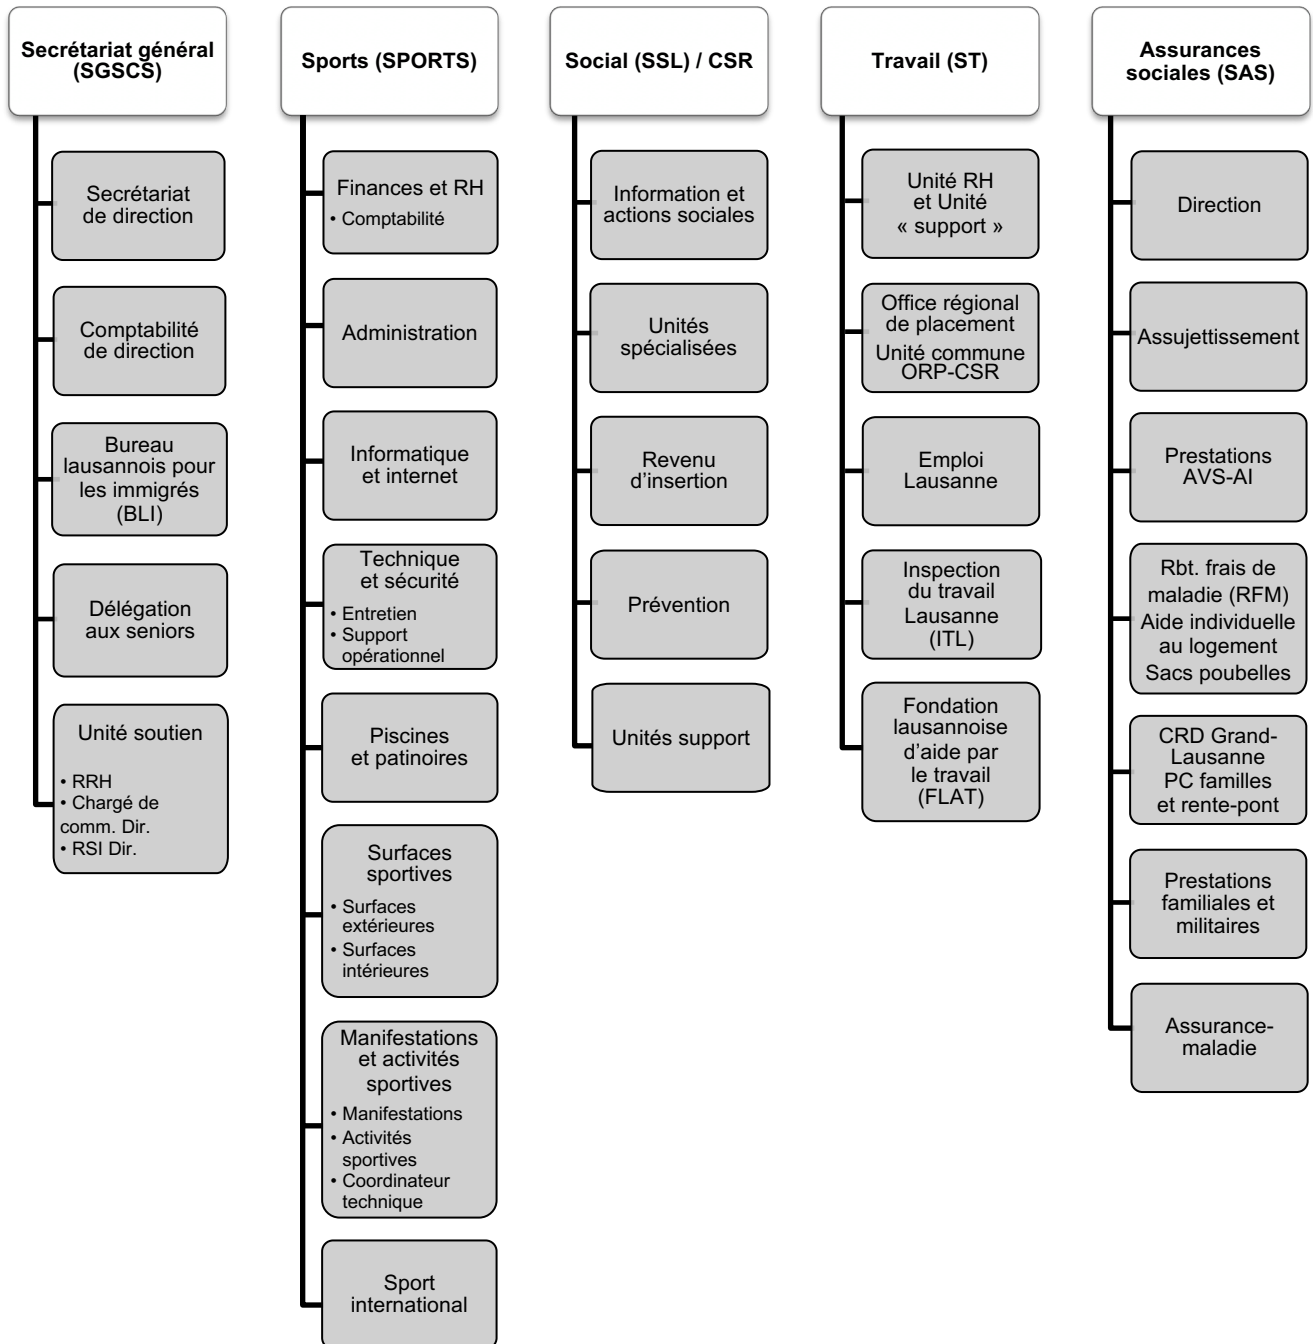 Secrétariat général
(SGSCS)
Secrétariat
de direction
Comptabilité
de direction
Bureau
lausannois pour
les immigrés
(BLI)
Délégation
aux seniors
Unité soutien
• RRH
• Chargé de
comm. Dir.
• RSI Dir.
Sports (SPORTS)
Finances et RH
• Comptabilité
Administration
Informatique
et internet
Technique
et sécurité
• Entretien
• Support
opérationnel
Piscines
et patinoires
Surfaces
sportives
• Surfaces
extérieures
• Surfaces
intérieures
Manifestations
et activités
sportives
• Manifestations
• Activités
sportives
• Coordinateur
technique
Sport
international
Social (SSL) / CSR
Information et
actions sociales
Unités
spécialisées
Revenu
d’insertion
Prévention
Unités support
Travail (ST)
Unité RH
et Unité
« support »
Office régional
de placement
Unité commune
ORP-CSR
Emploi
Lausanne
Inspection
du travail
Lausanne
(ITL)
Fondation
lausannoise
d’aide par
le travail
(FLAT)
Assurances
sociales (SAS)
Direction
Assujettissement
Prestations
AVS-AI
Rbt. frais de
maladie (RFM)
Aide individuelle
au logement
Sacs poubelles
CRD Grand-
Lausanne
PC familles
et rente-pont
Prestations
familiales et
militaires
Assurance-
maladie